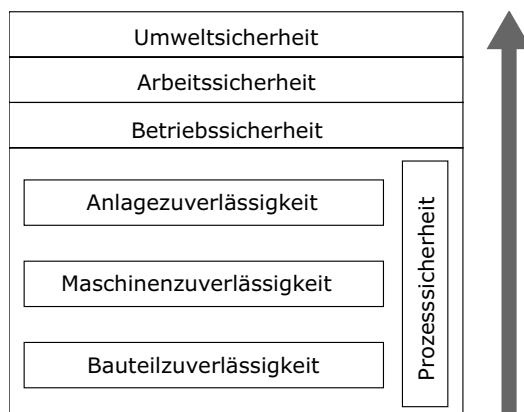 Umweltsicherheit
Arbeitssicherheit
Betriebssicherheit
Anlagezuverlässigkeit
Maschinenzuverlässigkeit
Bauteilzuverlässigkeit
Prozesssicherheit